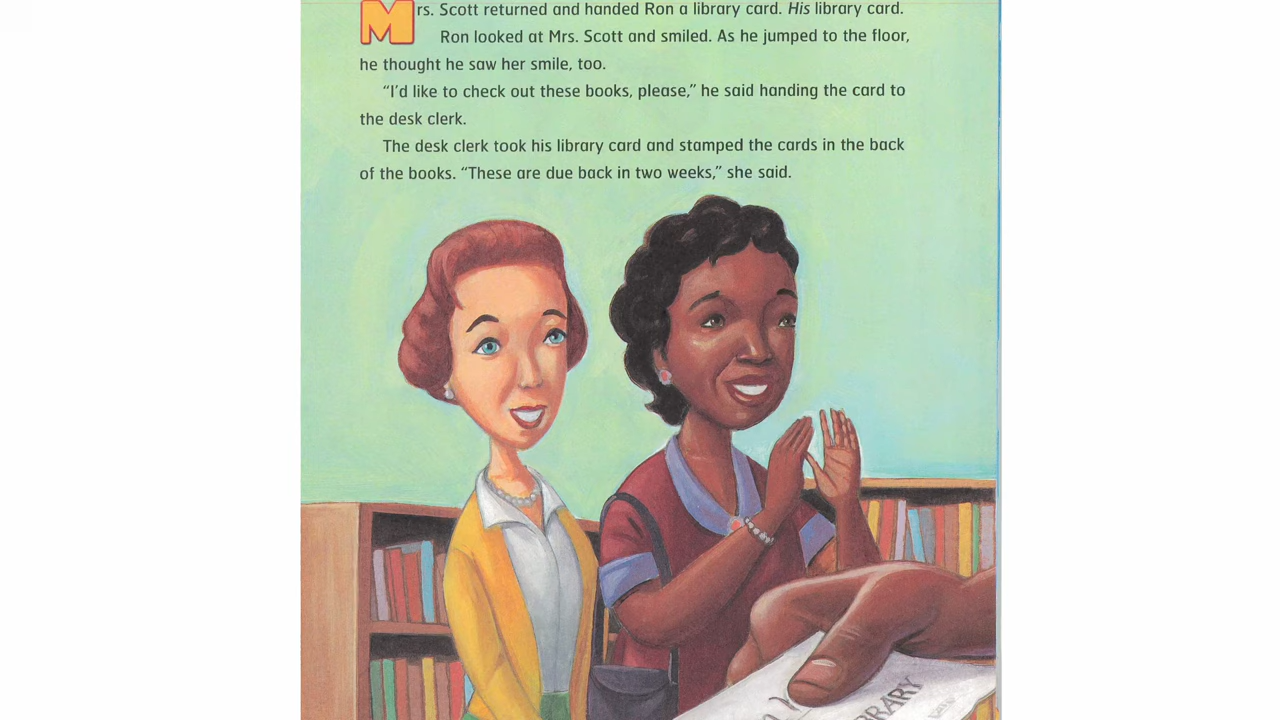 Mrs. Scott returned and handed Ron a library card. His library card.
Ron looked at Mrs. Scott and smiled. As he jumped to the floor,
he thought he saw her smile, too.
“I’d like to check out these books, please,” he said handing the card to
the desk clerk.
The desk clerk took his library card and stamped the cards in the back
of the books. “These are due back in two weeks,” she said.